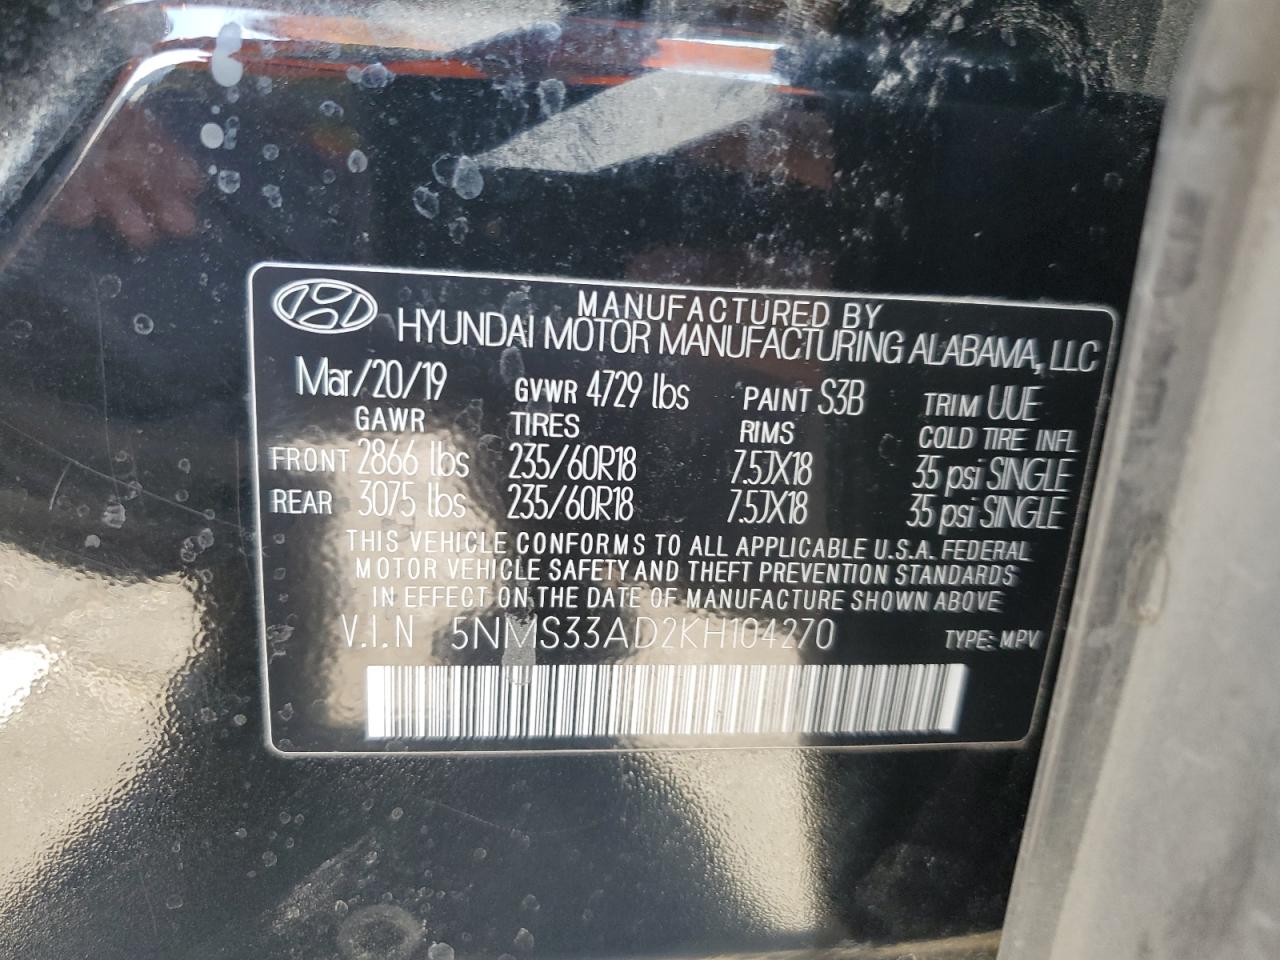 MANUFACTURED BY
HYUNDAI MOTOR MANUFACTURING ALABAMA, LLC
Mar/20/19 GVWR 4729 lbs PAINT S3B TRIM UUE
GAWR TIRES RIMS COLD TIRE INFL
FRONT 2866 lbs 235/60R18 7.5JX18 35 psi SINGLE
REAR 3075 lbs 235/60R18 7.5JX18 35 psi SINGLE
THIS VEHICLE CONFORMS TO ALL APPLICABLE U.S.A. FEDERAL
MOTOR VEHICLE SAFETY AND THEFT PREVENTION STANDARDS
IN EFFECT ON THE DATE OF MANUFACTURE SHOWN ABOVE
V.I.N 5NMS33AD2KH104270 TYPE: MPV